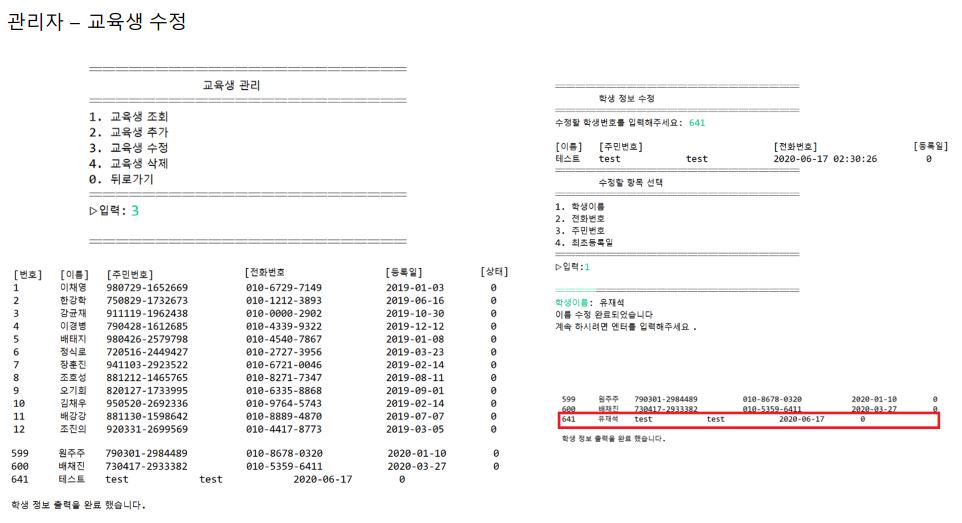 관리자 – 교육생 수정
교육생 관리
1. 교육생 조회
2. 교육생 추가
3. 교육생 수정
4. 교육생 삭제
0. 뒤로가기
▷입력: 3
[번호] [이름] [주민번호] [전화번호 [등록일] [상태]
1 이채영 980729-1652669 010-6729-7149 2019-01-03 0
2 한강학 750829-1732673 010-1212-3893 2019-06-16 0
3 강균재 911119-1962438 010-0000-2902 2019-10-30 0
4 이경병 790428-1612685 010-4339-9322 2019-12-12 0
5 배태지 980426-2579798 010-4540-7867 2019-01-08 0
6 정식로 720516-2449427 010-2727-3956 2019-03-23 0
7 장훈진 941103-2923522 010-6721-0046 2019-02-14 0
8 조호성 881212-1465765 010-8271-7347 2019-08-11 0
9 오기희 820127-1733995 010-6335-8868 2019-09-01 0
10 김채우 950520-2692336 010-9764-5743 2019-02-14 0
11 배강강 881130-1598642 010-8889-4870 2019-07-07 0
12 조진의 920331-2699569 010-4417-8773 2019-03-05 0
599 원주주 790301-2984489 010-8678-0320 2020-01-10 0
600 배채진 730417-2933382 010-5359-6411 2020-03-27 0
641 테스트 test test 2020-06-17 0
학생 정보 출력을 완료 했습니다.
학생 정보 수정
수정할 학생번호를 입력해주세요: 641
[이름] [주민번호] [전화번호] [등록일]
테스트 test test 2020-06-17 02:30:26 0
수정할 항목 선택
1. 학생이름
2. 전화번호
3. 주민번호
4. 최초등록일
▷입력:1
학생이름: 유재석
이름 수정 완료되었습니다
계속 하시려면 엔터를 입력해주세요 .
599 원주주 790301-2984489 010-8678-0320 2020-01-10 0
600 배채진 730417-2933382 010-5359-6411 2020-03-27 0
641 유재석 test test 2020-06-17 0
학생 정보 출력을 완료 했습니다.